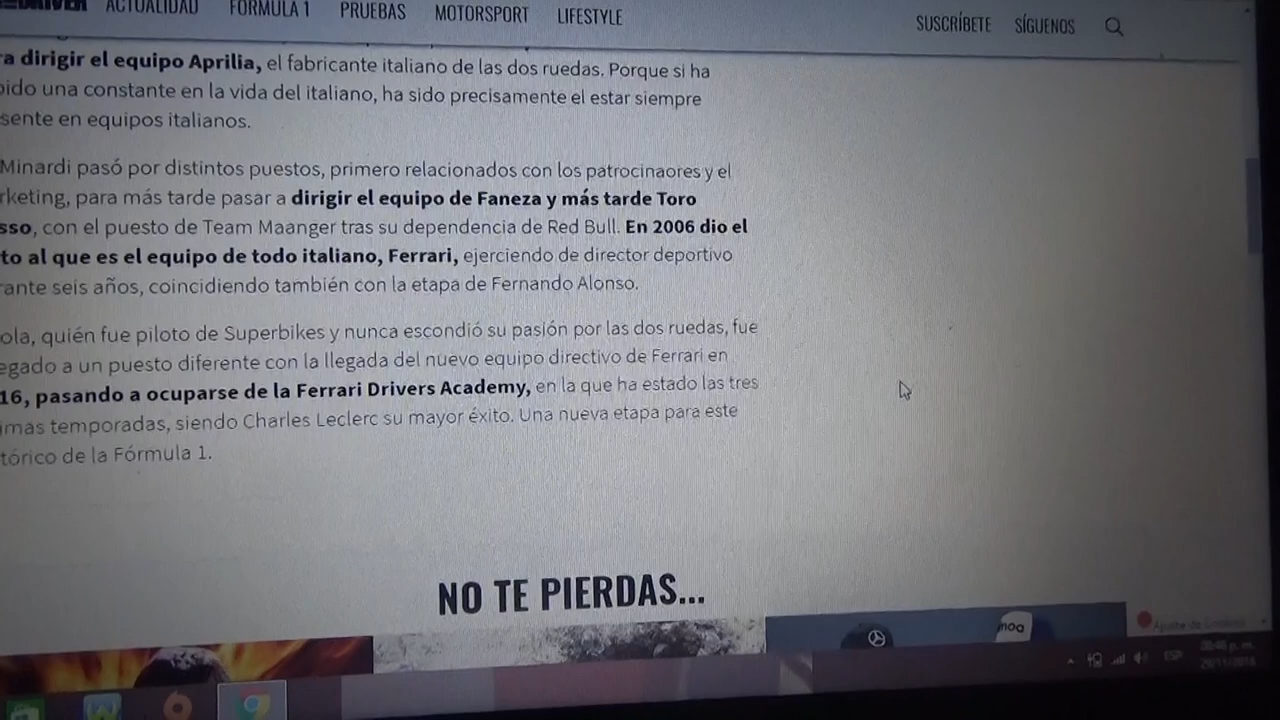 ACTUALIDAD FÓRMULA 1 PRUEBAS MOTORSPORT LIFESTYLE SUSCRÍBETE SÍGUENOS
ra dirigir el equipo Aprilia, el fabricante italiano de las dos ruedas. Porque si ha
bido una constante en la vida del italiano, ha sido precisamente el estar siempre
sente en equipos italianos.
Minardi pasó por distintos puestos, primero relacionados con los patrocinaores y el
rketing, para más tarde pasar a dirigir el equipo de Faneza y más tarde Toro
sso, con el puesto de Team Maanger tras su dependencia de Red Bull. En 2006 dio el
to al que es el equipo de todo italiano, Ferrari, ejerciendo de director deportivo
rante seis años, coincidiendo también con la etapa de Fernando Alonso.
ola, quién fue piloto de Superbikes y nunca escondió su pasión por las dos ruedas, fue
egado a un puesto diferente con la llegada del nuevo equipo directivo de Ferrari en
16, pasando a ocuparse de la Ferrari Drivers Academy, en la que ha estado las tres
imas temporadas, siendo Charles Leclerc su mayor éxito. Una nueva etapa para este
tórico de la Fórmula 1.
NO TE PIERDAS...
Ajuste de
ESP